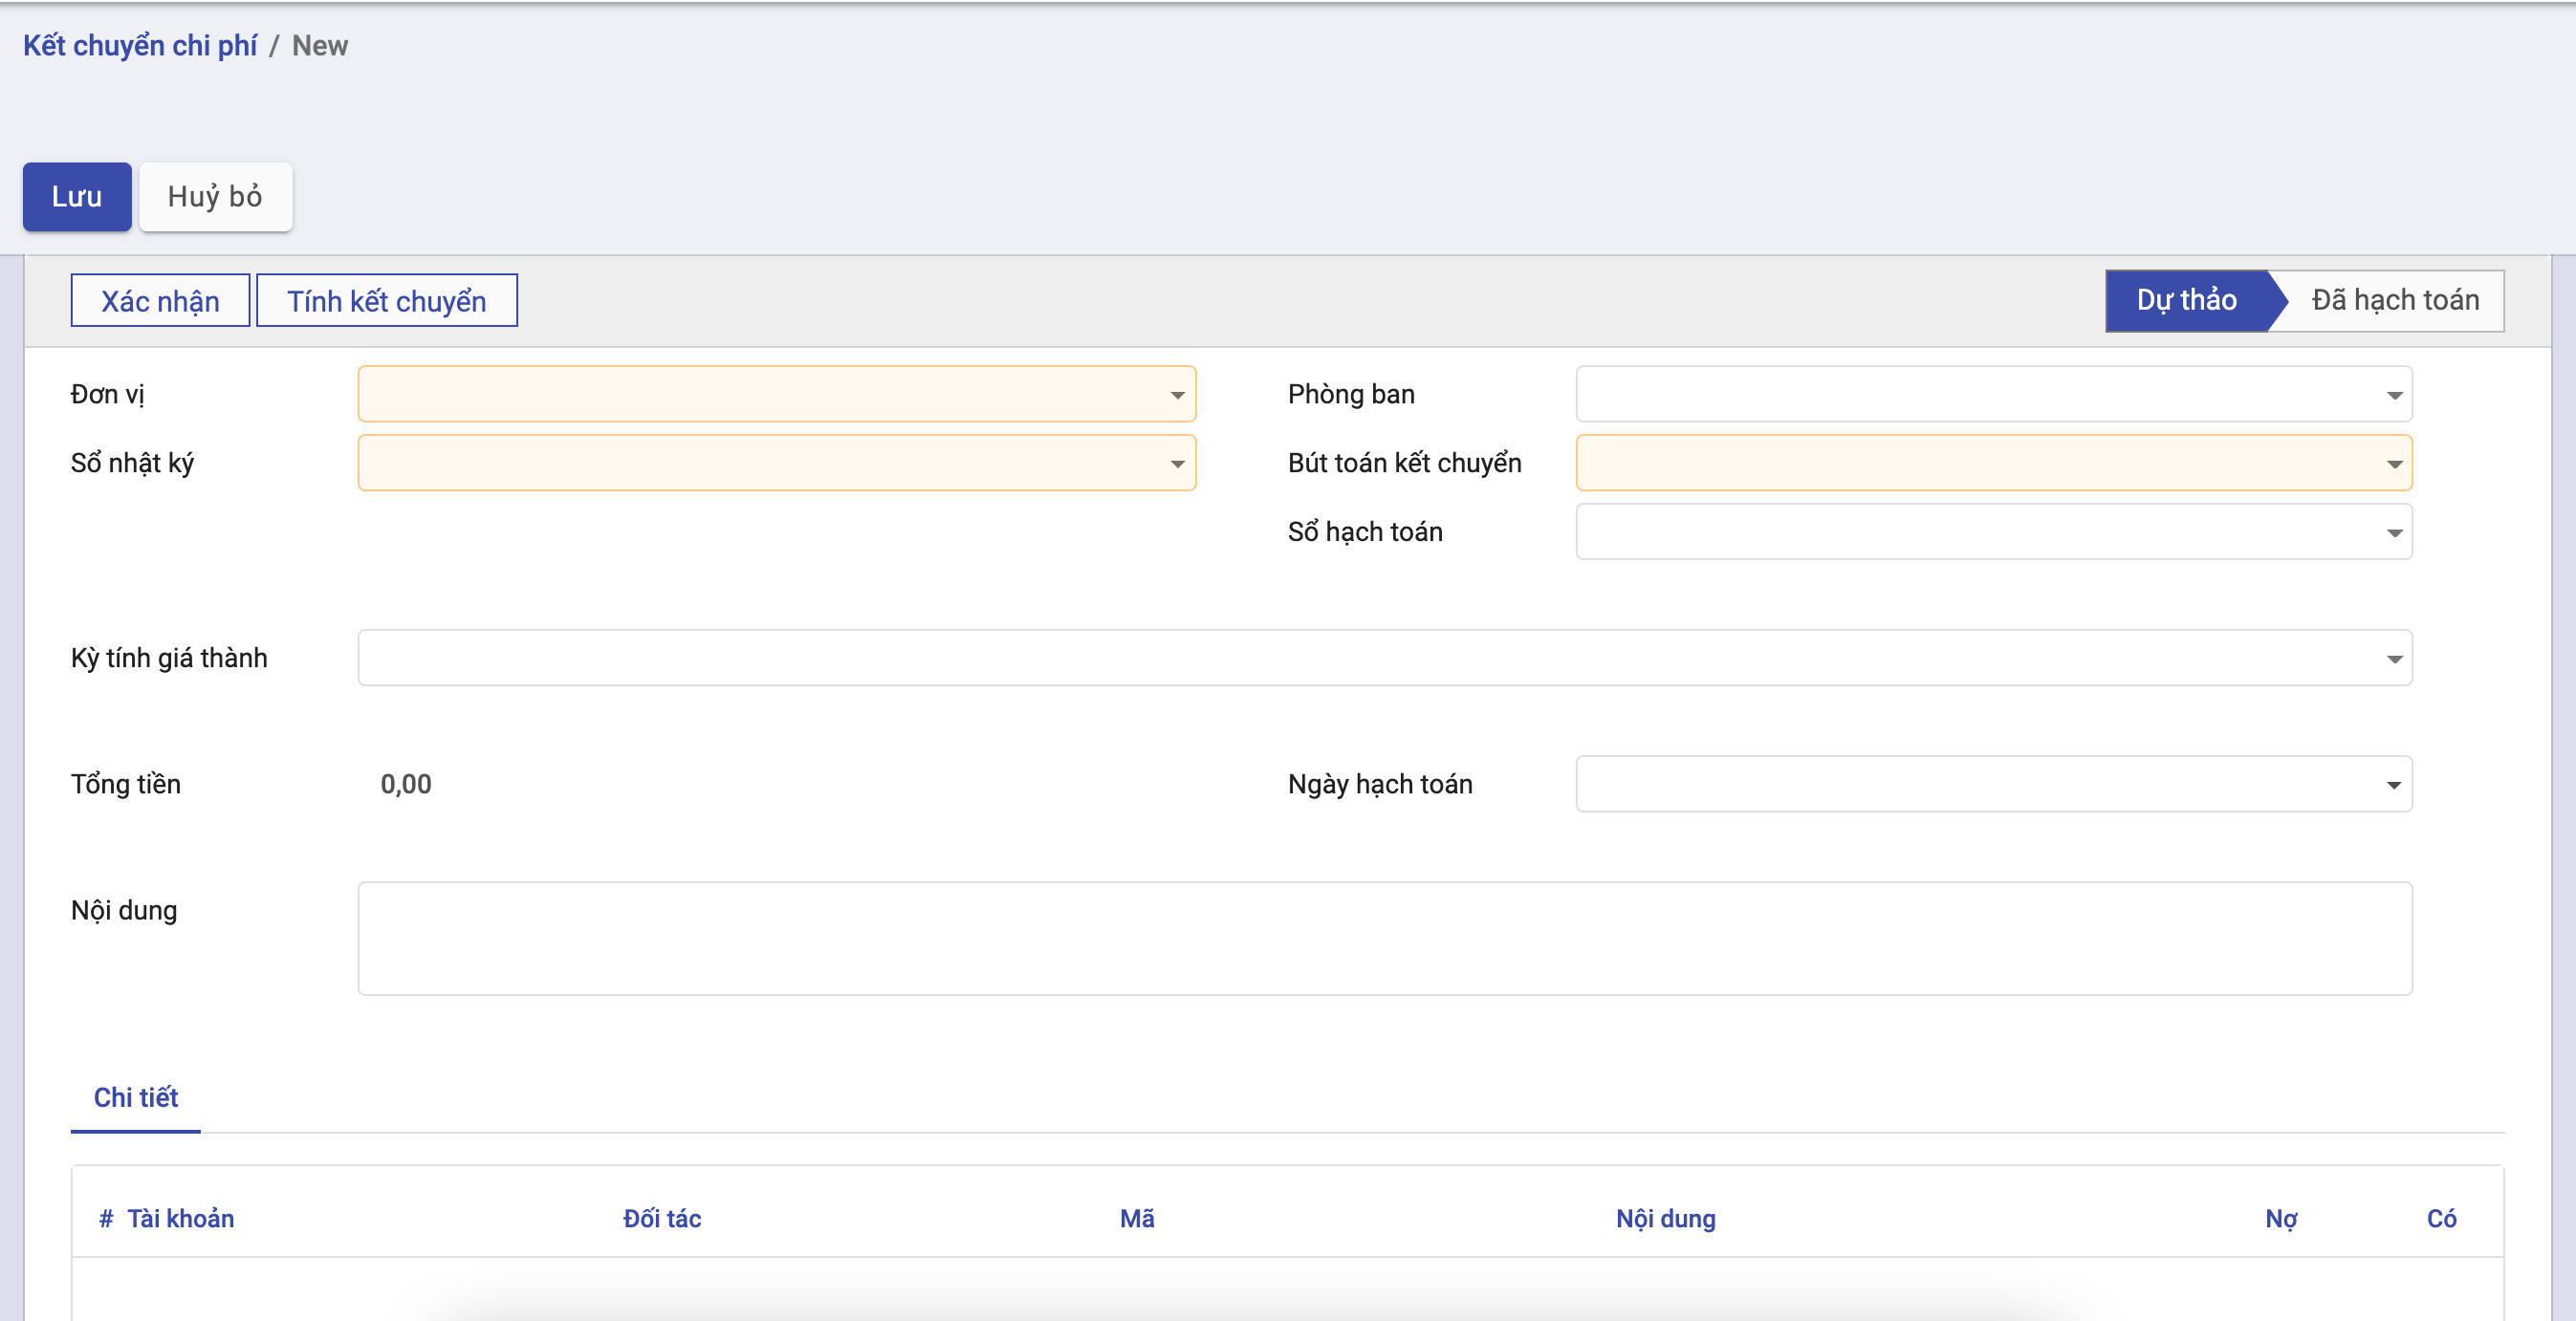 Kết chuyển chi phí / New
Lưu Huỷ bỏ
Xác nhận Tính kết chuyển Dự thảo Đã hạch toán
Đơn vị Phòng ban
Sổ nhật ký Bút toán kết chuyển
Sổ hạch toán
Kỳ tính giá thành
Tổng tiền 0,00 Ngày hạch toán
Nội dung
Chi tiết
# Tài khoản Đối tác Mã Nội dung Nợ Có